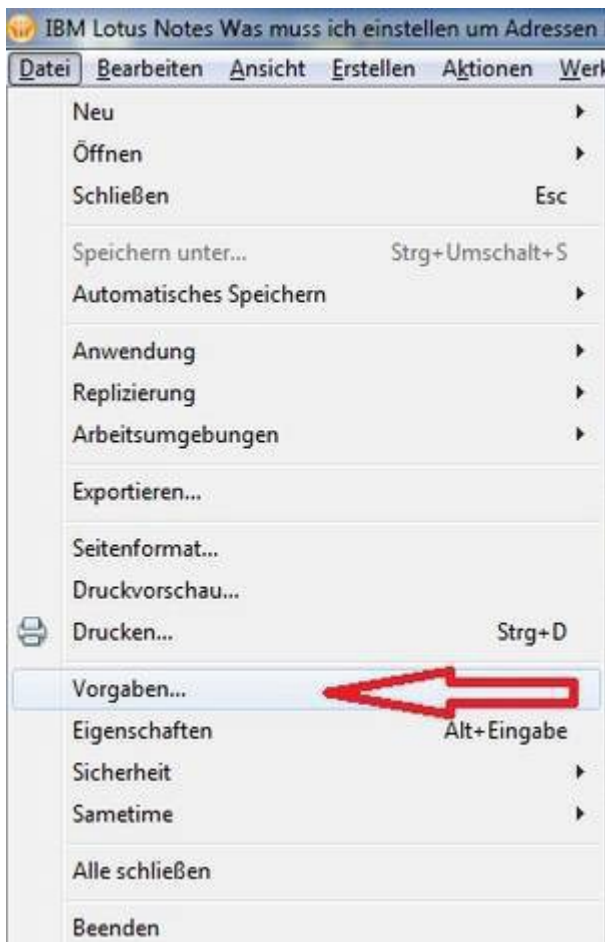 IBM Lotus Notes Was muss ich einstellen um Adressen
Datei Bearbeiten Ansicht Erstellen Aktionen
Neu
Öffnen
Schließen Esc
Speichern unter... Strg+Umschalt+S
Automatisches Speichern
Anwendung
Replizierung
Arbeitsumgebungen
Exportieren...
Seitenformat...
Druckvorschau...
Drucken... Strg+D
Vorgaben...
Eigenschaften Alt+Eingabe
Sicherheit
Sametime
Alle schließen
Beenden